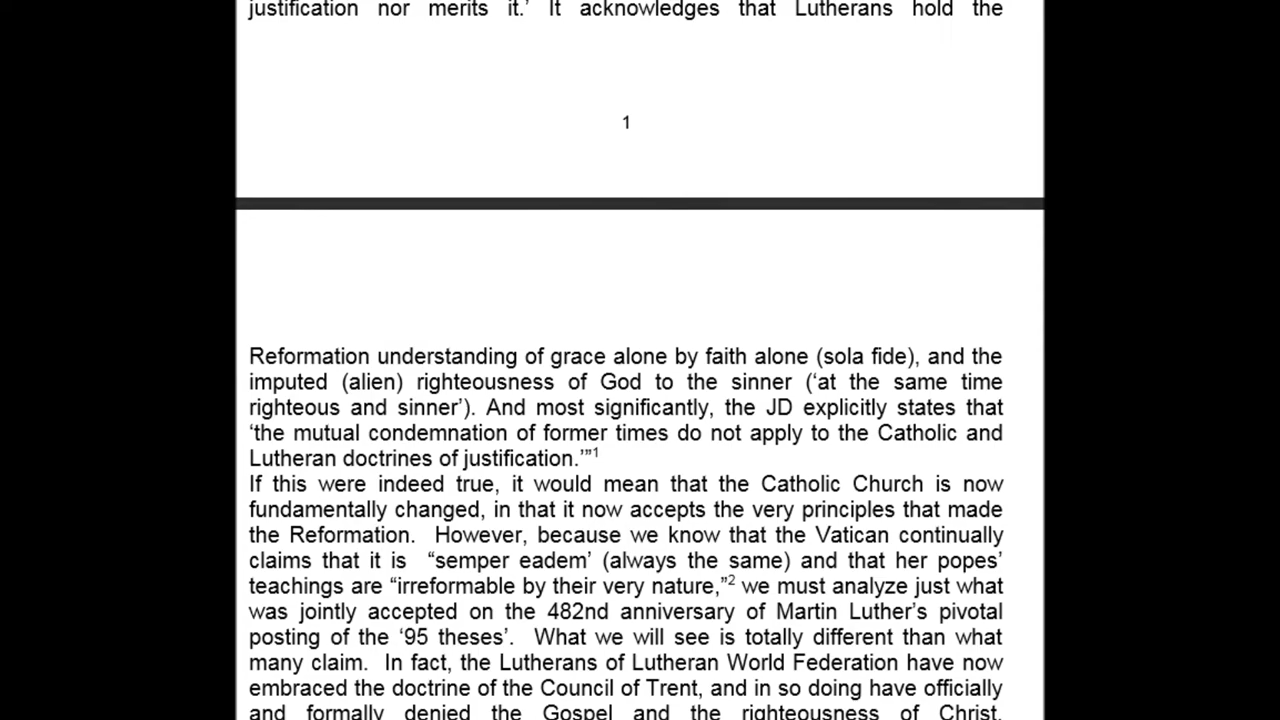 justification nor merits it.’ It acknowledges that Lutherans hold the
1
Reformation understanding of grace alone by faith alone (sola fide), and the
imputed (alien) righteousness of God to the sinner (‘at the same time
righteous and sinner’). And most significantly, the JD explicitly states that
‘the mutual condemnation of former times do not apply to the Catholic and
Lutheran doctrines of justification.’”1
If this were indeed true, it would mean that the Catholic Church is now
fundamentally changed, in that it now accepts the very principles that made
the Reformation. However, because we know that the Vatican continually
claims that it is “semper eadem’ (always the same) and that her popes’
teachings are “irreformable by their very nature,”2 we must analyze just what
was jointly accepted on the 482nd anniversary of Martin Luther’s pivotal
posting of the ‘95 theses’. What we will see is totally different than what
many claim. In fact, the Lutherans of Lutheran World Federation have now
embraced the doctrine of the Council of Trent, and in so doing have officially
and formally denied the Gospel and the righteousness of Christ.